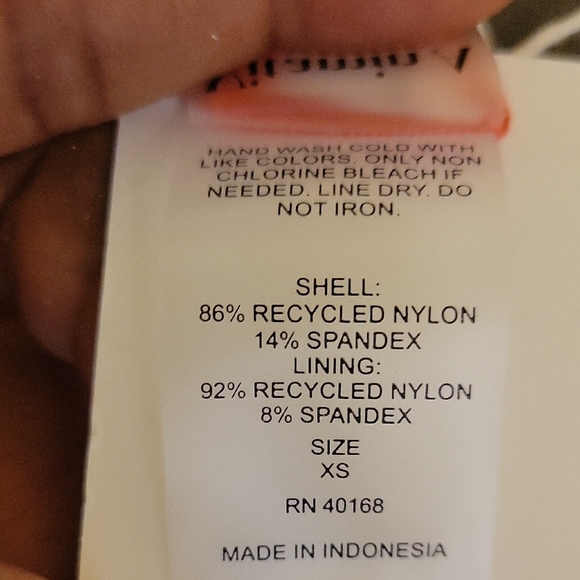 HAND WASH COLD WITH
LIKE COLORS. ONLY NON
CHLORINE BLEACH IF
NEEDED. LINE DRY. DO
NOT IRON.
SHELL:
86% RECYCLED NYLON
14% SPANDEX
LINING:
92% RECYCLED NYLON
8% SPANDEX
SIZE
XS
RN 40168
MADE IN INDONESIA